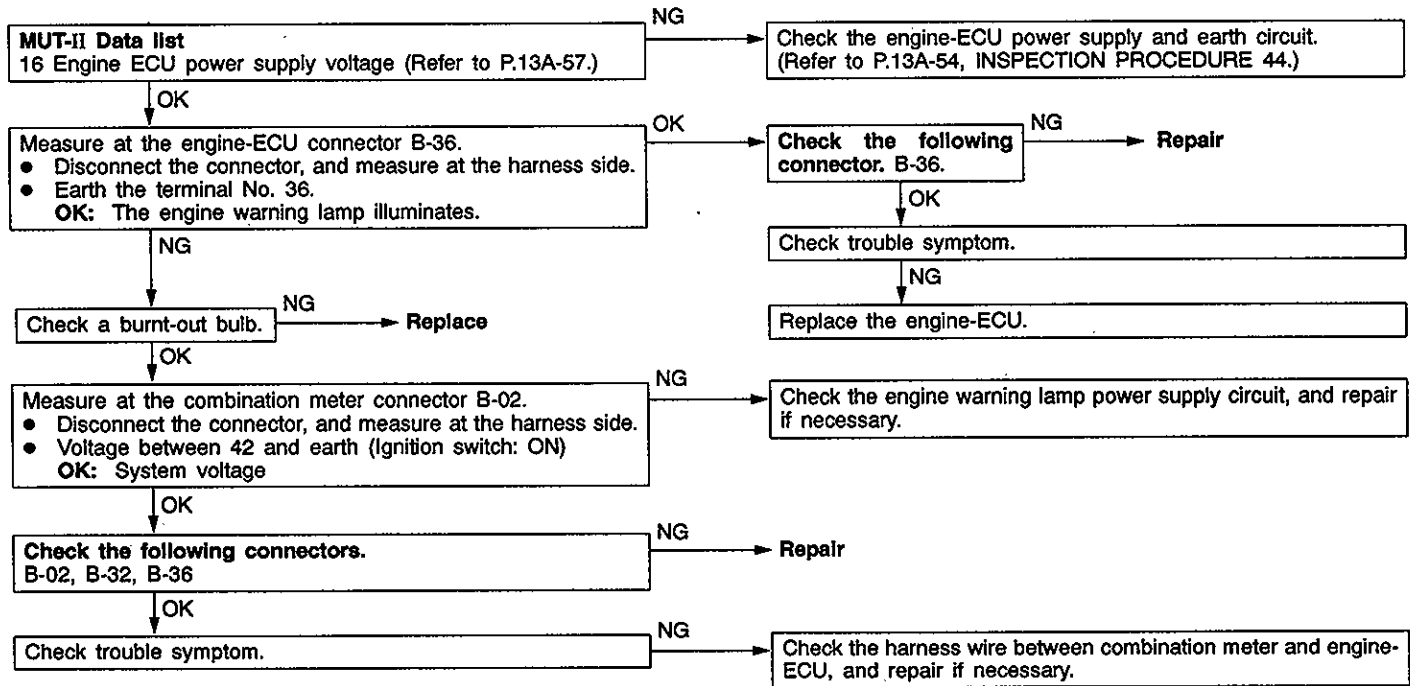 MUT-II Data list
16 Engine ECU power supply voltage (Refer to P.13A-57.)
NG
Check the engine-ECU power supply and earth circuit.
(Refer to P.13A-54, INSPECTION PROCEDURE 44.)
OK
Measure at the engine-ECU connector B-36.
● Disconnect the connector, and measure at the harness side.
● Earth the terminal No. 36.
OK: The engine warning lamp illuminates.
OK
Check the following
connector. B-36.
NG
Repair
OK
Check trouble symptom.
NG
Replace the engine-ECU.
NG
Check a burnt-out bulb.
NG
Replace
OK
Measure at the combination meter connector B-02.
● Disconnect the connector, and measure at the harness side.
● Voltage between 42 and earth (Ignition switch: ON)
OK: System voltage
NG
Check the engine warning lamp power supply circuit, and repair
if necessary.
OK
Check the following connectors.
B-02, B-32, B-36
NG
Repair
OK
Check trouble symptom.
NG
Check the harness wire between combination meter and engine-
ECU, and repair if necessary.